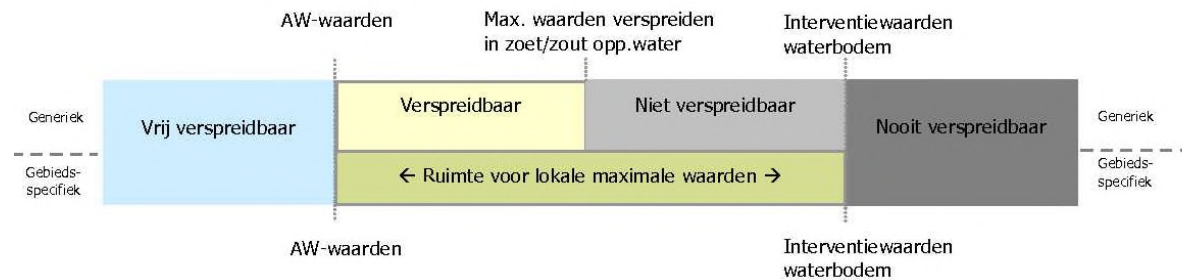 AW-waarden
Max. waarden verspreiden
in zoet/zout opp.water
Interventiewaarden
waterbodem
Generiek
Vrij verspreidbaar
Verspreidbaar
Niet verspreidbaar
Nooit verspreidbaar
Generiek
Gebieds-
specifiek
← Ruimte voor lokale maximale waarden →
Gebieds-
specifiek
AW-waarden
Interventiewaarden
waterbodem